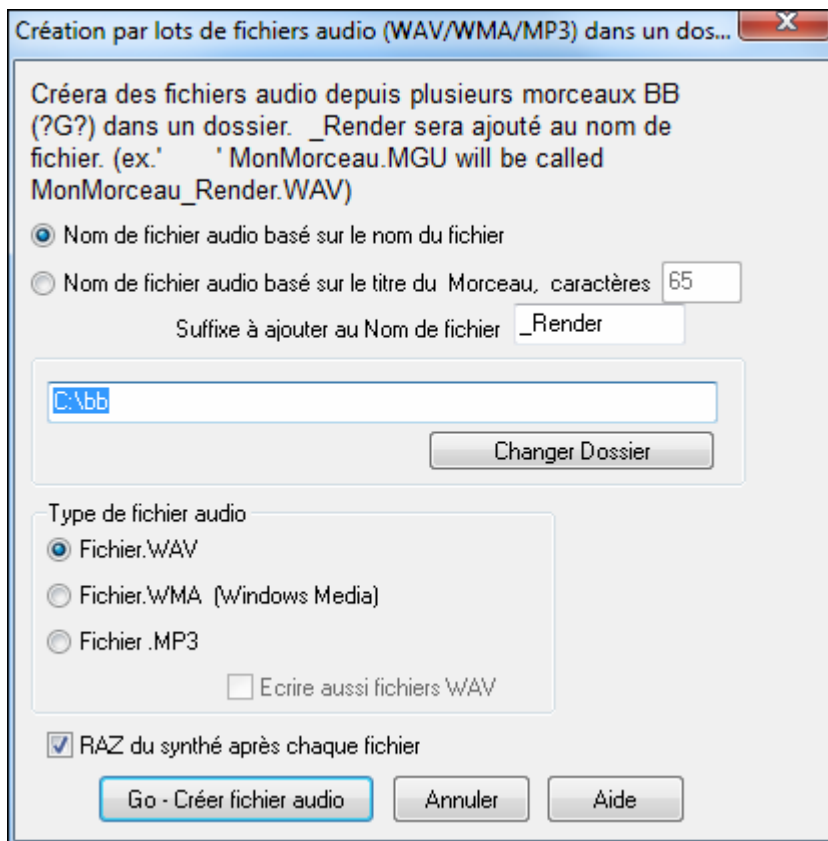 Création par lots de fichiers audio (WAV/WMA/MP3) dans un dos...
Créera des fichiers audio depuis plusieurs morceaux BB
(?G?) dans un dossier. _Render sera ajouté au nom de
fichier. (ex.' ' MonMorceau.MGU will be called
MonMorceau_Render.WAV)
Nom de fichier audio basé sur le nom du fichier
Nom de fichier audio basé sur le titre du Morceau, caractères 65
Suffixe à ajouter au Nom de fichier _Render
C:\bb
Changer Dossier
Type de fichier audio
Fichier.WAV
Fichier.WMA (Windows Media)
Fichier .MP3
Ecrire aussi fichiers WAV
RAZ du synthé après chaque fichier
Go - Créer fichier audio Annuler Aide